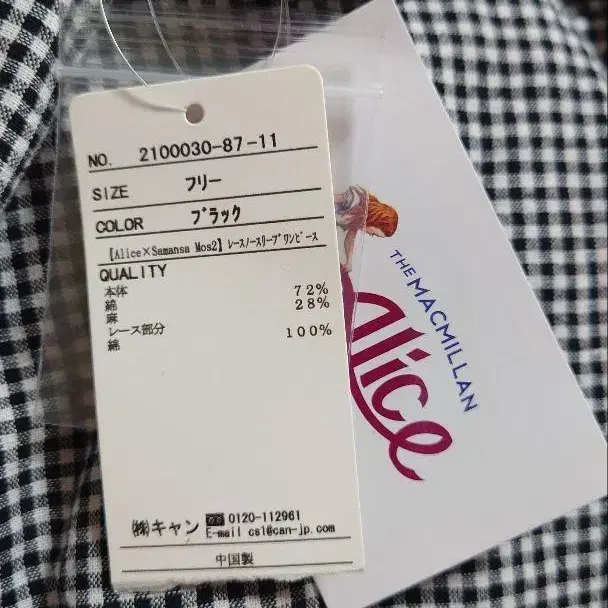 NO. 2100030-87-11
SIZE フリー
COLOR ブラック
【Alice×Samansa Mos2】レースノースリーブワンピース
QUALITY
本体
綿 72%
麻 28%
レース部分
綿 100%
㈱キャン 0120-112961
E-mail cs1@can-jp.com
中国製
THE MACMILLAN
Alice